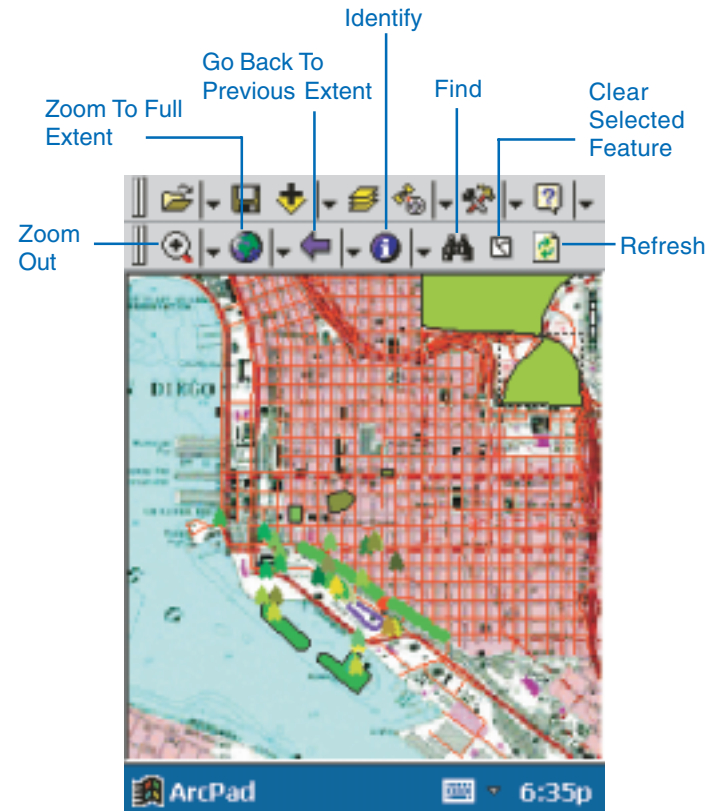 Identify
Go Back To
Previous Extent
Find
Zoom To Full
Extent
Clear
Selected
Feature
Zoom
Out
Refresh
DIEGO
ArcPad
6:35p